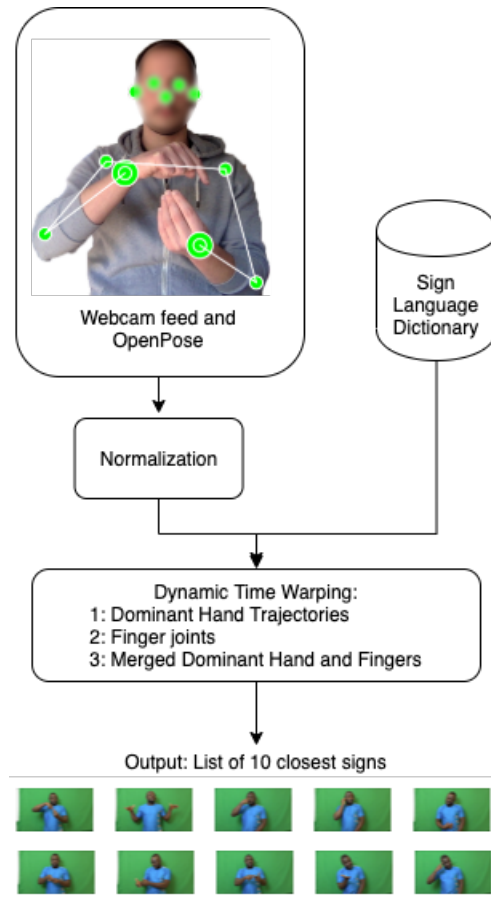 Webcam feed and
OpenPose
Sign
Language
Dictionary
Normalization
Dynamic Time Warping:
1: Dominant Hand Trajectories
2: Finger joints
3: Merged Dominant Hand and Fingers
Output: List of 10 closest signs